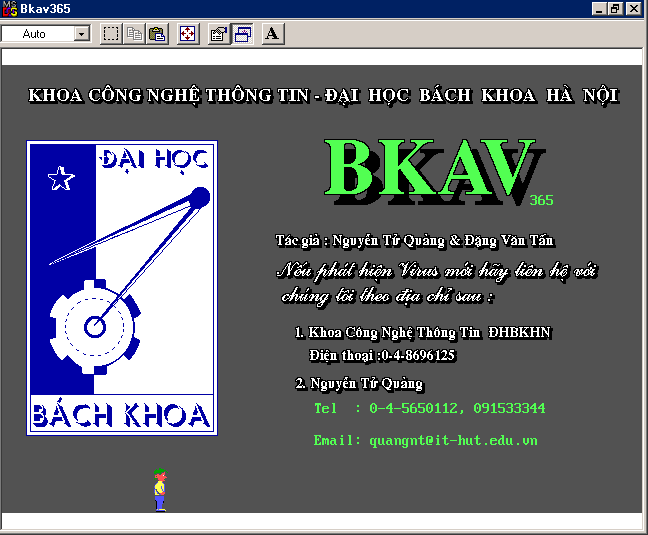 Bkav365
Auto
A
KHOA CÔNG NGHỆ THÔNG TIN - ĐẠI HỌC BÁCH KHOA HÀ NỘI
ĐẠI HỌC
BÁCH KHOA
BKAV
365
Tác giả : Nguyễn Tử Quảng & Đặng Văn Tấn
Nếu phát hiện Virus mới hãy liên hệ với
chúng tôi theo địa chỉ sau :
1. Khoa Công Nghệ Thông Tin ĐHBKHN
Điện thoại :0-4-8696125
2. Nguyễn Tử Quảng
Tel : 0-4-5650112, 091533344
Email: quangnt@it-hut.edu.vn